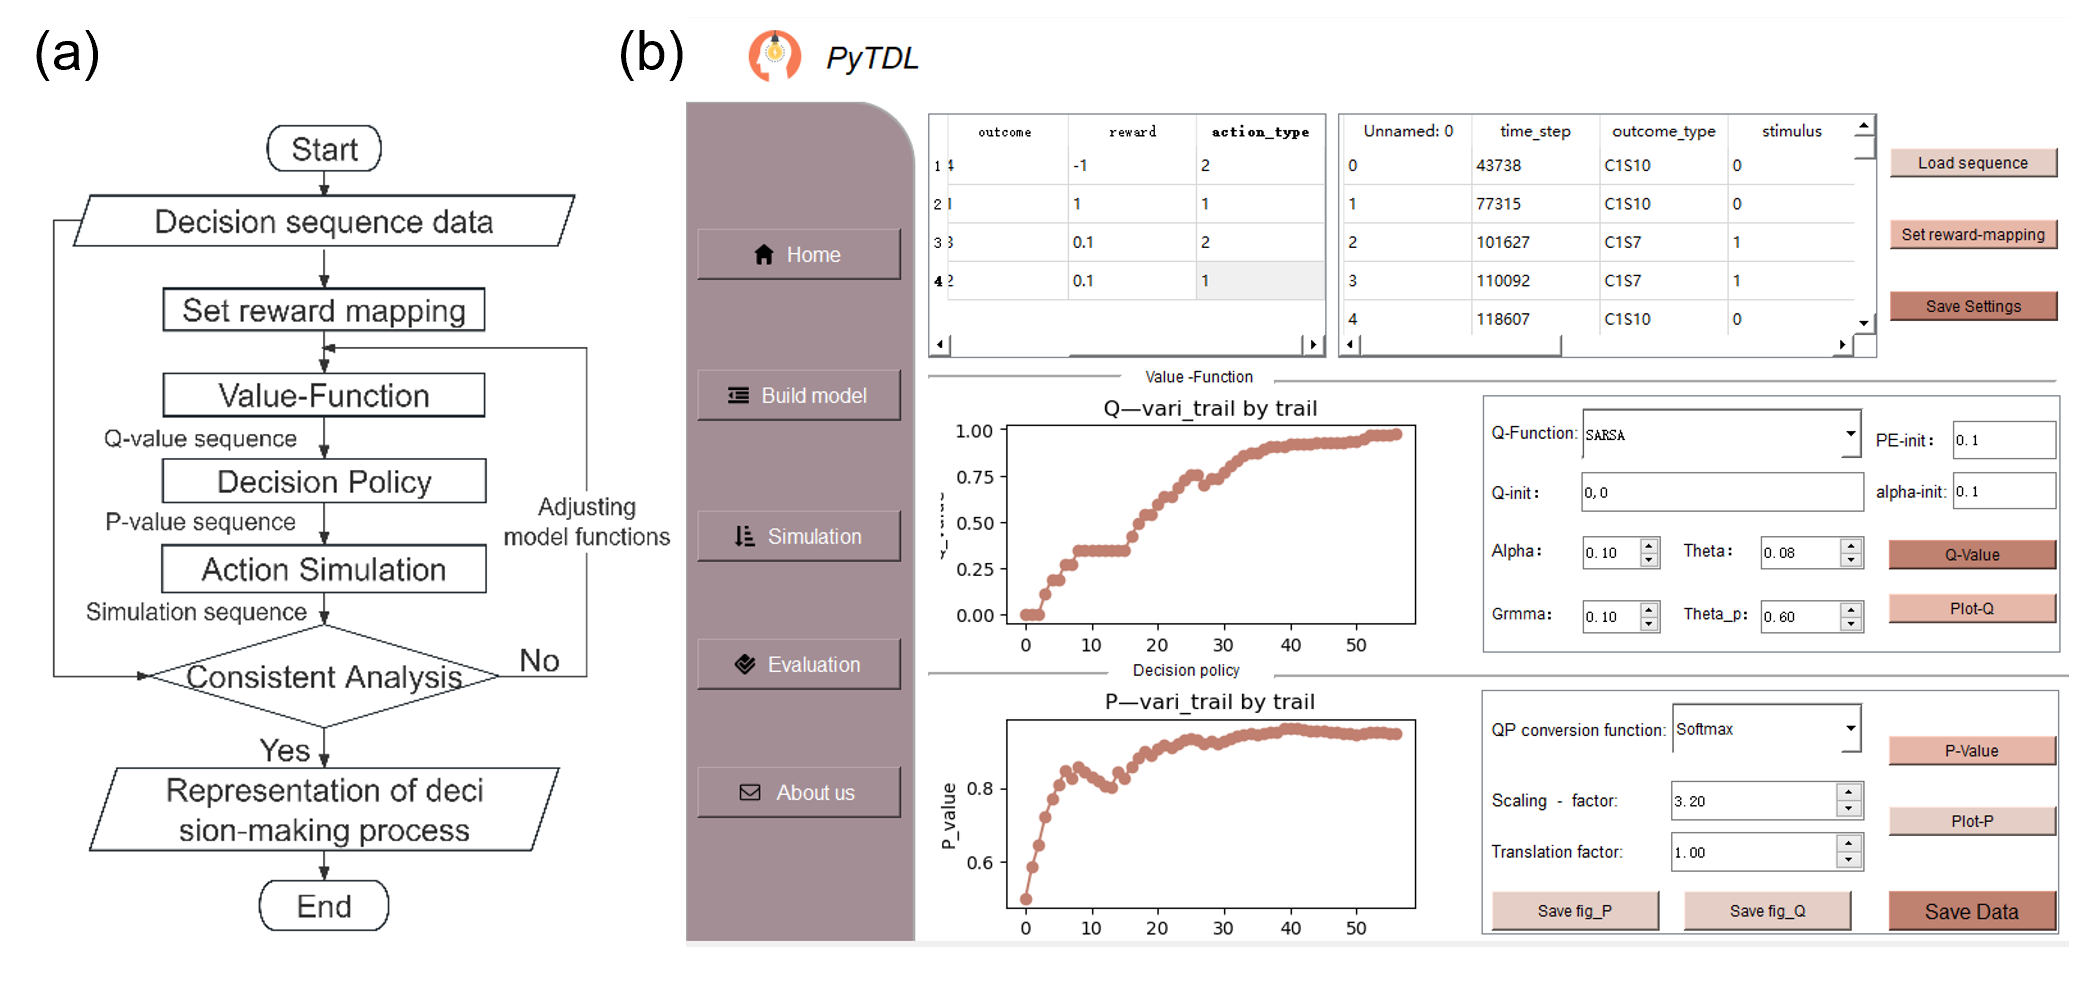 (a)
Start
Decision sequence data
Set reward mapping
Value-Function
Q-value sequence
Decision Policy
P-value sequence
Action Simulation
Simulation sequence
Adjusting
model functions
Consistent Analysis
No
Yes
Representation of deci
sion-making process
End
(b)
PyTDL
Home
Build model
Simulation
Evaluation
About us
outcome reward action_type
1 4 -1 2
2 1 1 1
3 3 0.1 2
4 2 0.1 1
Unnamed: 0 time_step outcome_type stimulus
0 43738 C1S10 0
1 77315 C1S10 0
2 101627 C1S7 1
3 110092 C1S7 1
4 118607 C1S10 0
Load sequence
Set reward-mapping
Save Settings
Value -Function
Q—vari_trail by trail
Q_value
1.00
0.75
0.50
0.25
0.00
0 10 20 30 40 50
Q-Function: SARSA
PE-init: 0.1
Q-init: 0,0
alpha-init: 0.1
Alpha: 0.10 Theta: 0.08
Q-Value
Grmma: 0.10 Theta_p: 0.60
Plot-Q
Decision policy
P—vari_trail by trail
P_value
0.8
0.6
0 10 20 30 40 50
QP conversion function: Softmax
P-Value
Scaling - factor: 3.20
Plot-P
Translation factor: 1.00
Save fig_P
Save fig_Q
Save Data